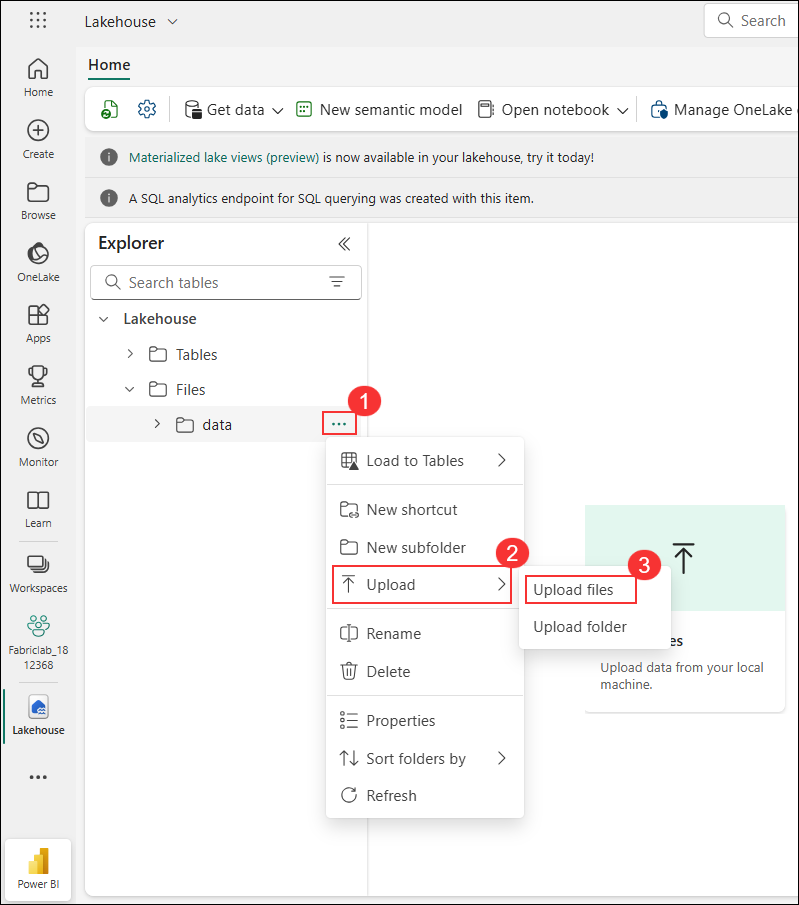 Lakehouse
Search
Home
Create
Browse
OneLake
Apps
Metrics
Monitor
Learn
Workspaces
Fabriclab_18
12368
Lakehouse
Power BI
Home
Get data
New semantic model
Open notebook
Manage OneLake
Materialized lake views (preview) is now available in your lakehouse, try it today!
A SQL analytics endpoint for SQL querying was created with this item.
Explorer
Search tables
Lakehouse
Tables
Files
data
1
Load to Tables
New shortcut
New subfolder
2
Upload
Rename
Delete
Properties
Sort folders by
Refresh
3
Upload files
Upload folder
es
Upload data from your local
machine.